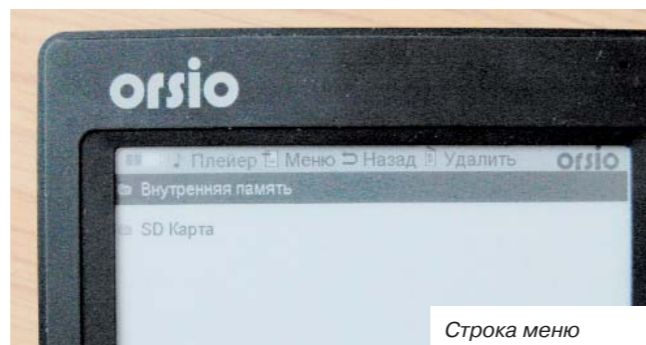 orsio
Плейер Меню Назад Удалить orsio
Внутренняя память
SD Карта
Строка меню